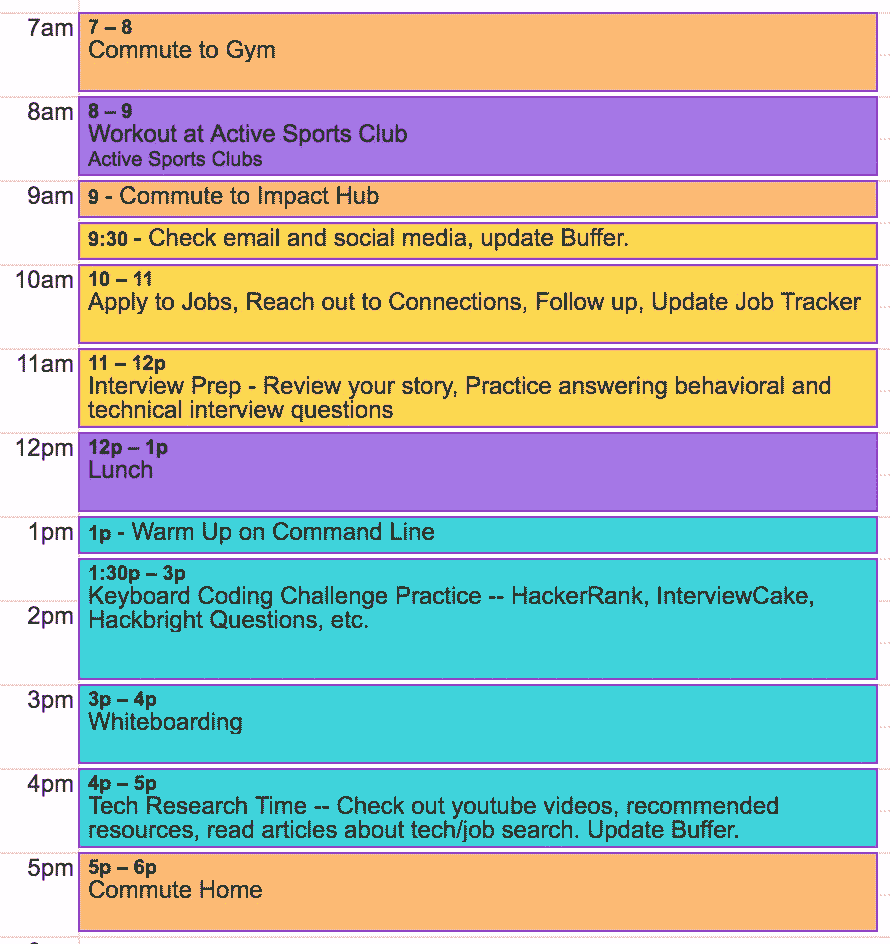 7am
7 – 8
Commute to Gym
8am
8 – 9
Workout at Active Sports Club
Active Sports Clubs
9am
9 - Commute to Impact Hub
9:30 - Check email and social media, update Buffer.
10am
10 – 11
Apply to Jobs, Reach out to Connections, Follow up, Update Job Tracker
11am
11 – 12p
Interview Prep - Review your story, Practice answering behavioral and
technical interview questions
12pm
12p – 1p
Lunch
1pm
1p - Warm Up on Command Line
1:30p – 3p
Keyboard Coding Challenge Practice -- HackerRank, InterviewCake,
2pm
Hackbright Questions, etc.
3pm
3p – 4p
Whiteboarding
4pm
4p – 5p
Tech Research Time -- Check out youtube videos, recommended
resources, read articles about tech/job search. Update Buffer.
5pm
5p – 6p
Commute Home